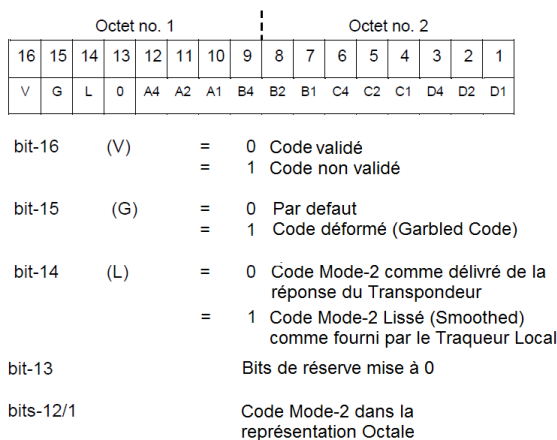 Octet no. 1 Octet no. 2
16 15 14 13 12 11 10 9 8 7 6 5 4 3 2 1
V G L 0 A4 A2 A1 B4 B2 B1 C4 C2 C1 D4 D2 D1
bit-16 (V) = 0 Code validé
= 1 Code non validé
bit-15 (G) = 0 Par defaut
= 1 Code déformé (Garbled Code)
bit-14 (L) = 0 Code Mode-2 comme délivré de la
réponse du Transpondeur
= 1 Code Mode-2 Lissé (Smoothed)
comme fourni par le Traqueur Local
bit-13 Bits de réserve mise à 0
bits-12/1 Code Mode-2 dans la
représentation Octale